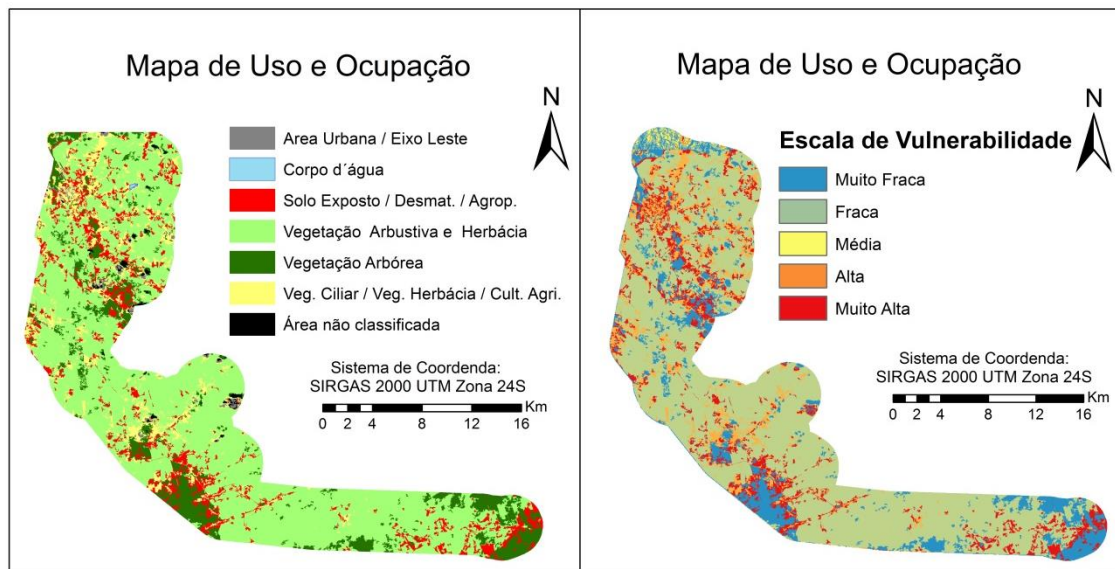 Mapa de Uso e Ocupação
N
Area Urbana / Eixo Leste
Corpo d´água
Solo Exposto / Desmat. / Agrop.
Vegetação Arbustiva e Herbácia
Vegetação Arbórea
Veg. Ciliar / Veg. Herbácia / Cult. Agri.
Área não classificada
Sistema de Coordenda:
SIRGAS 2000 UTM Zona 24S
Km
0 2 4 8 12 16
Mapa de Uso e Ocupação
N
Escala de Vulnerabilidade
Muito Fraca
Fraca
Média
Alta
Muito Alta
Sistema de Coordenda:
SIRGAS 2000 UTM Zona 24S
Km
0 2 4 8 12 16